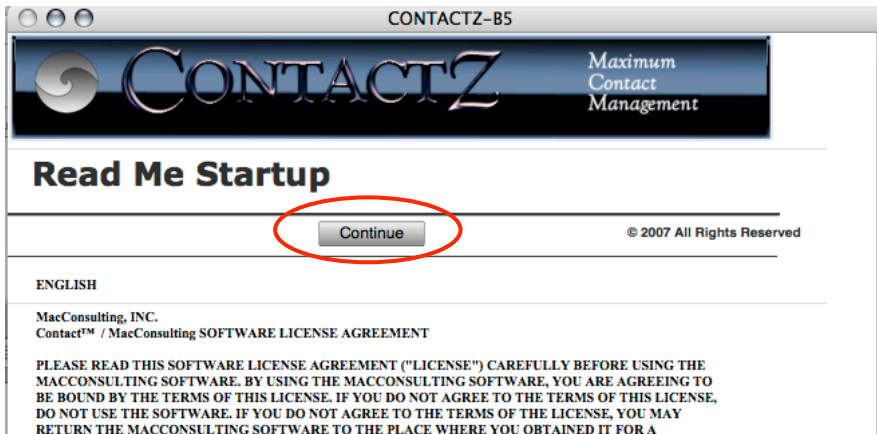 CONTACTZ-B5
CONTACTZ
Maximum
Contact
Management
Read Me Startup
Continue
© 2007 All Rights Reserved
ENGLISH
MacConsulting, INC.
Contact™ / MacConsulting SOFTWARE LICENSE AGREEMENT
PLEASE READ THIS SOFTWARE LICENSE AGREEMENT ("LICENSE") CAREFULLY BEFORE USING THE
MACCONSULTING SOFTWARE. BY USING THE MACCONSULTING SOFTWARE, YOU ARE AGREEING TO
BE BOUND BY THE TERMS OF THIS LICENSE. IF YOU DO NOT AGREE TO THE TERMS OF THIS LICENSE,
DO NOT USE THE SOFTWARE. IF YOU DO NOT AGREE TO THE TERMS OF THE LICENSE, YOU MAY
RETURN THE MACCONSULTING SOFTWARE TO THE PLACE WHERE YOU OBTAINED IT FOR A